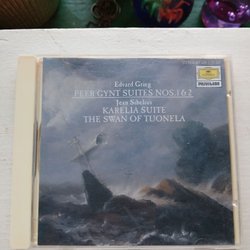 Edvard Grieg
PEER GYNT SUITES NOS. 1 & 2
Jean Sibelius
KARELIA SUITE
THE SWAN OF TUONELA
PRIVILEGE